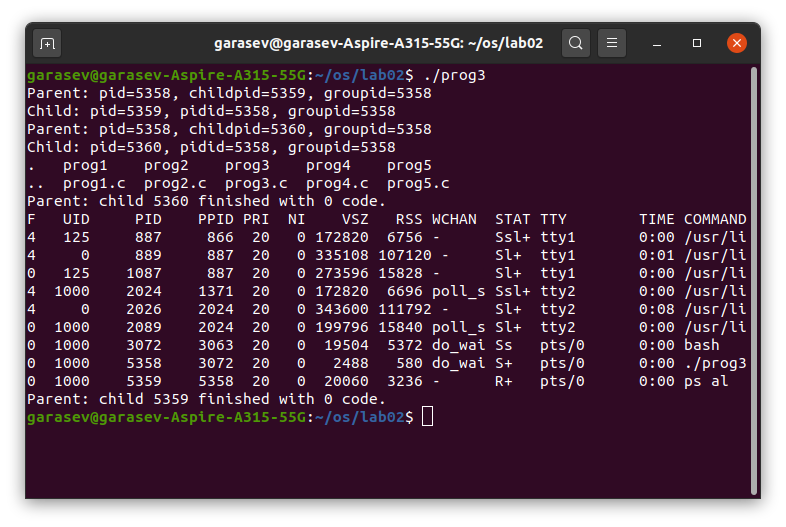 garasev@garasev-Aspire-A315-55G: ~/os/lab02
garasev@garasev-Aspire-A315-55G:~/os/lab02$ ./prog3
Parent: pid=5358, childpid=5359, groupid=5358
Child: pid=5359, pidid=5358, groupid=5358
Parent: pid=5358, childpid=5360, groupid=5358
Child: pid=5360, pidid=5358, groupid=5358
.   prog1    prog2    prog3    prog4    prog5
..  prog1.c  prog2.c  prog3.c  prog4.c  prog5.c
Parent: child 5360 finished with 0 code.
F   UID     PID    PPID PRI  NI    VSZ   RSS WCHAN  STAT TTY        TIME COMMAND
4   125     887     866  20   0 172820  6756 -      Ssl+ tty1       0:00 /usr/li
4     0     889     887  20   0 335108 107120 -     Sl+  tty1       0:01 /usr/li
0   125    1087     887  20   0 273596 15828 -      Sl+  tty1       0:00 /usr/li
4  1000    2024    1371  20   0 172820  6696 poll_s Ssl+ tty2       0:00 /usr/li
4     0    2026    2024  20   0 343600 111792 -     Sl+  tty2       0:08 /usr/li
0  1000    2089    2024  20   0 199796 15840 poll_s Sl+  tty2       0:00 /usr/li
0  1000    3072    3063  20   0  19504  5372 do_wai Ss   pts/0      0:00 bash
0  1000    5358    3072  20   0   2488   580 do_wai S+   pts/0      0:00 ./prog3
0  1000    5359    5358  20   0  20060  3236 -      R+   pts/0      0:00 ps al
Parent: child 5359 finished with 0 code.
garasev@garasev-Aspire-A315-55G:~/os/lab02$